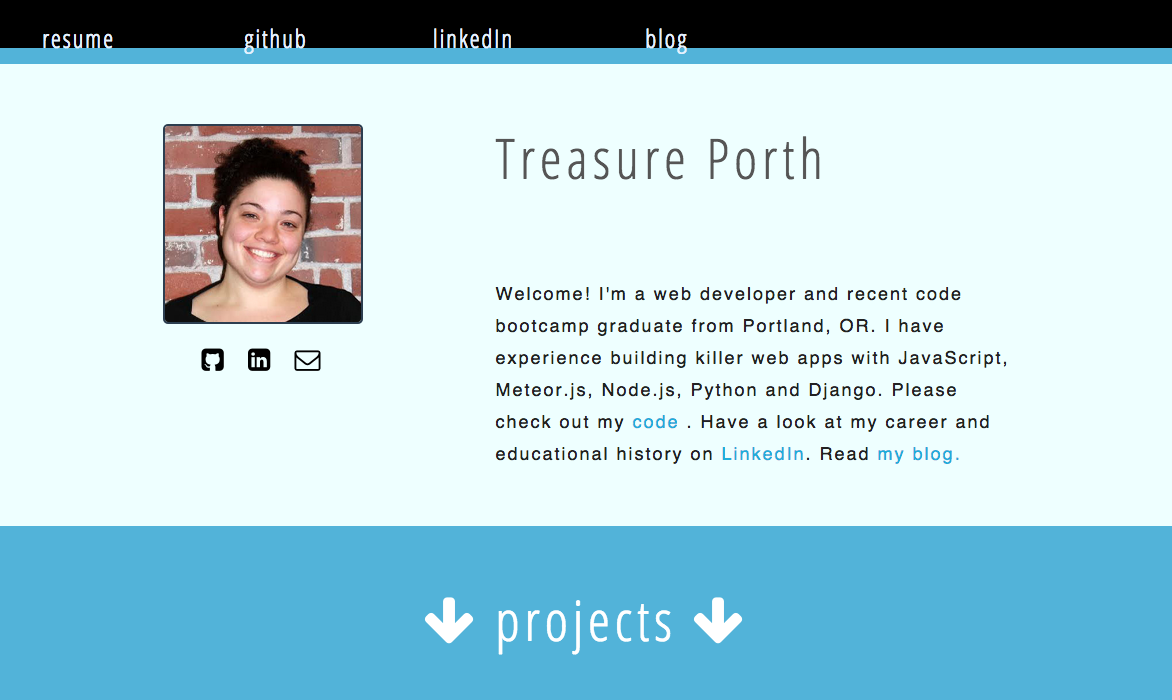 resume github linkedIn blog
Treasure Porth
Welcome! I'm a web developer and recent code
bootcamp graduate from Portland, OR. I have
experience building killer web apps with JavaScript,
Meteor.js, Node.js, Python and Django. Please
check out my code . Have a look at my career and
educational history on LinkedIn. Read my blog.
projects